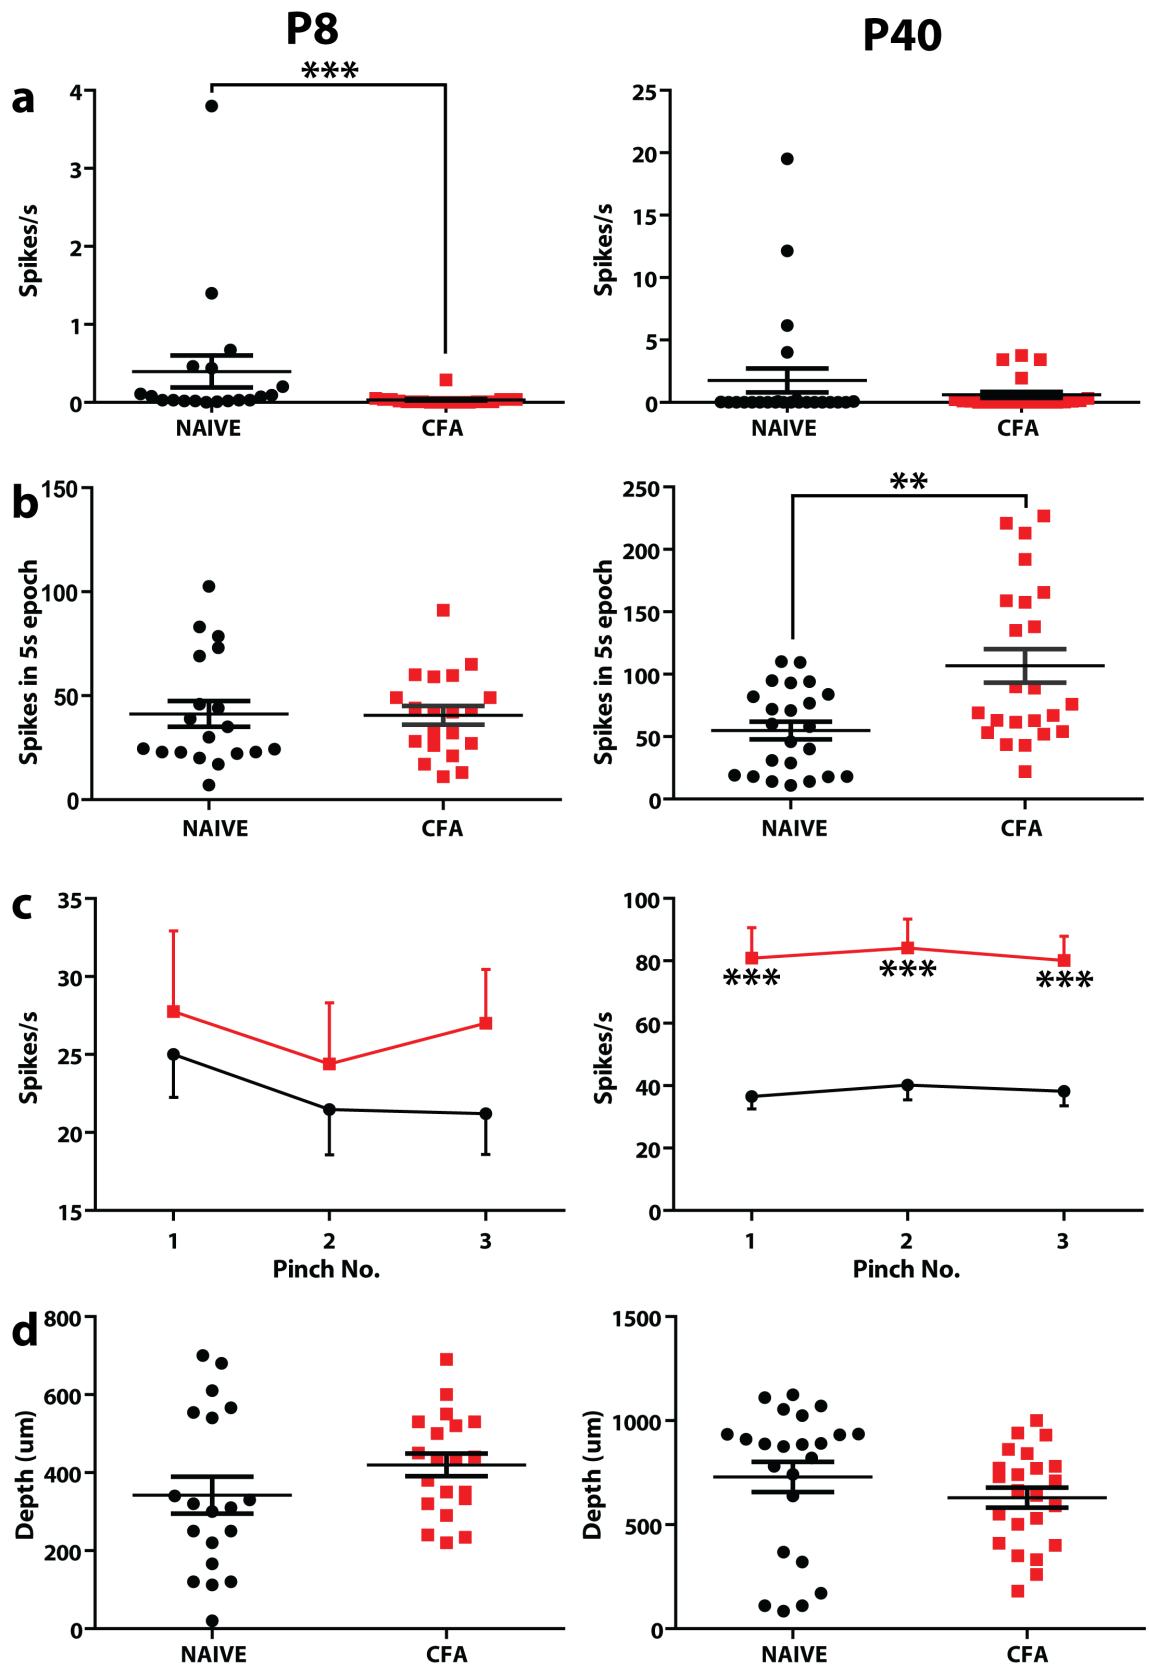 P8
P40
a
***
4
3
2
1
0
Spikes/s
NAIVE
CFA
25
20
15
10
5
0
Spikes/s
NAIVE
CFA
b
150
100
50
0
Spikes in 5s epoch
NAIVE
CFA
**
250
200
150
100
50
0
Spikes in 5s epoch
NAIVE
CFA
c
35
30
25
20
15
Spikes/s
1
2
3
Pinch No.
100
80
60
40
20
0
Spikes/s
***
***
***
1
2
3
Pinch No.
d
800
600
400
200
0
Depth (um)
NAIVE
CFA
1500
1000
500
0
Depth (um)
NAIVE
CFA